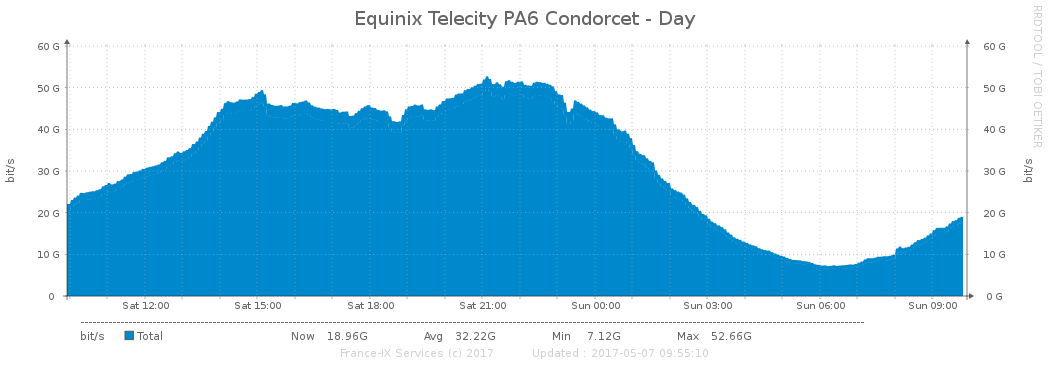 Equinix Telecity PA6 Condorcet - Day
RRDTOOL / TOBI OETIKER
60 G 60 G
50 G 50 G
40 G 40 G
30 G 30 G
20 G 20 G
10 G 10 G
0 0 G
bit/s bit/s
Sat 12:00 Sat 15:00 Sat 18:00 Sat 21:00 Sun 00:00 Sun 03:00 Sun 06:00 Sun 09:00
bit/s Total Now 18.96G Avg 32.22G Min 7.12G Max 52.66G
France-IX Services (c) 2017 Updated : 2017-05-07 09:55:10